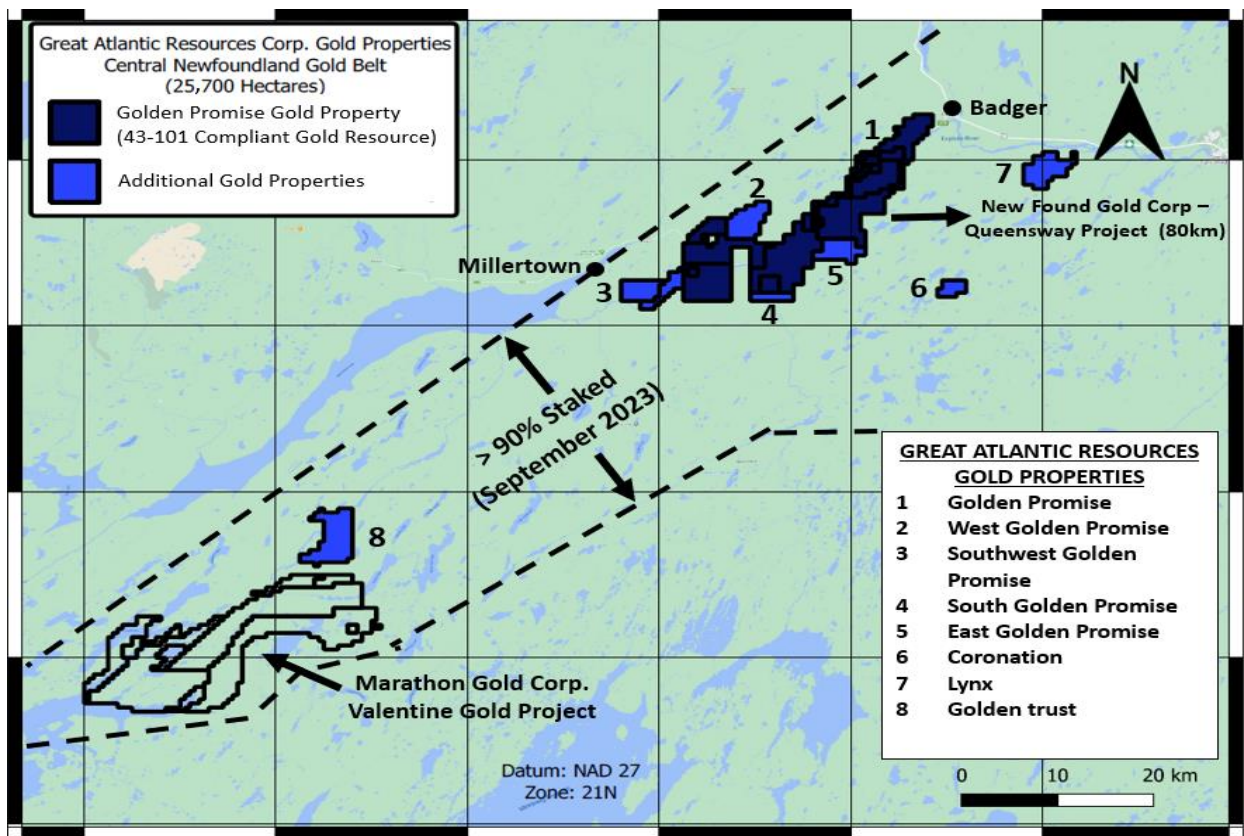 Great Atlantic Resources Corp. Gold Properties
Central Newfoundland Gold Belt
(25,700 Hectares)
Golden Promise Gold Property
(43-101 Compliant Gold Resource)
Additional Gold Properties
N
Badger
1
7
2
New Found Gold Corp –
Queensway Project (80km)
Millertown
5
3
6
4
> 90% Staked
(September 2023)
8
Marathon Gold Corp.
Valentine Gold Project
GREAT ATLANTIC RESOURCES
GOLD PROPERTIES
1 Golden Promise
2 West Golden Promise
3 Southwest Golden
Promise
4 South Golden Promise
5 East Golden Promise
6 Coronation
7 Lynx
8 Golden trust
Datum: NAD 27
Zone: 21N
0 10 20 km